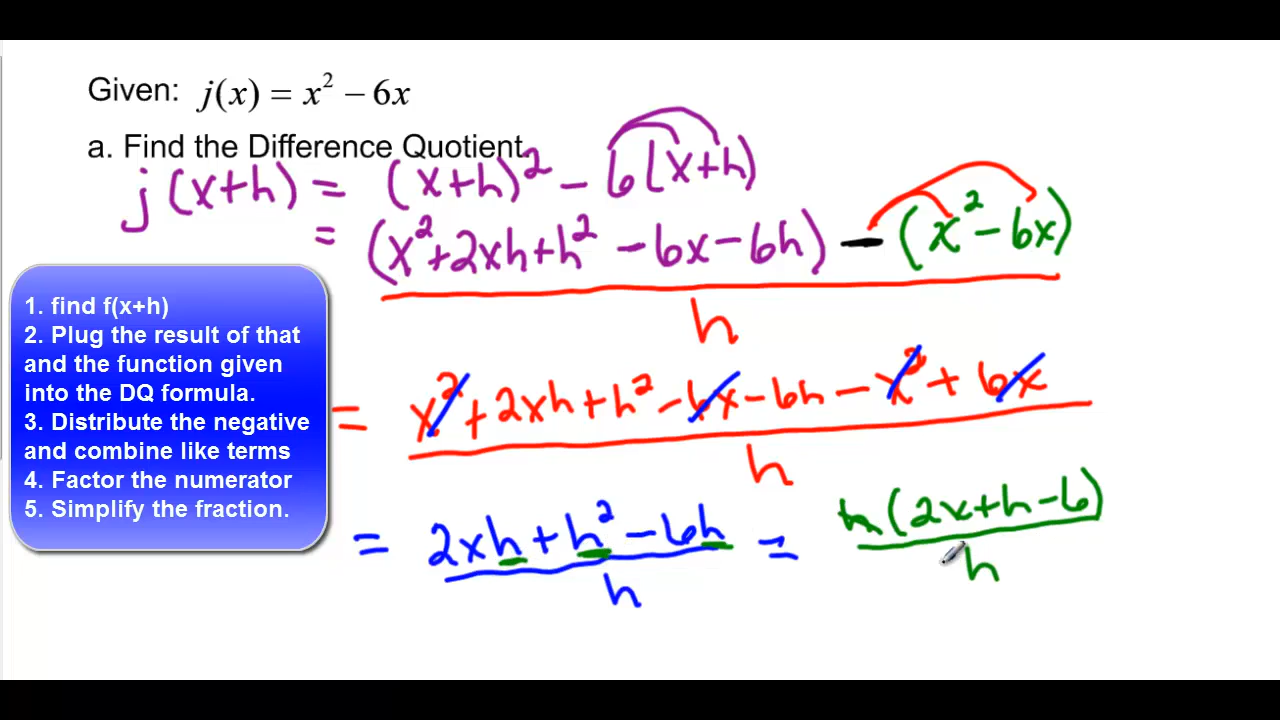 Given: j(x) = x² − 6x
a. Find the Difference Quotient.
j(x+h) = (x+h)² − 6(x+h)
= (x²+2xh+h² −6x−6h) − (x² − 6x)
h
1. find f(x+h)
2. Plug the result of that
and the function given
into the DQ formula.
3. Distribute the negative
and combine like terms
4. Factor the numerator
5. Simplify the fraction.
= x² + 2xh + h² − 6x − 6h − x² + 6x
h
= 2xh + h² − 6h = h(2x+h−6)
h h